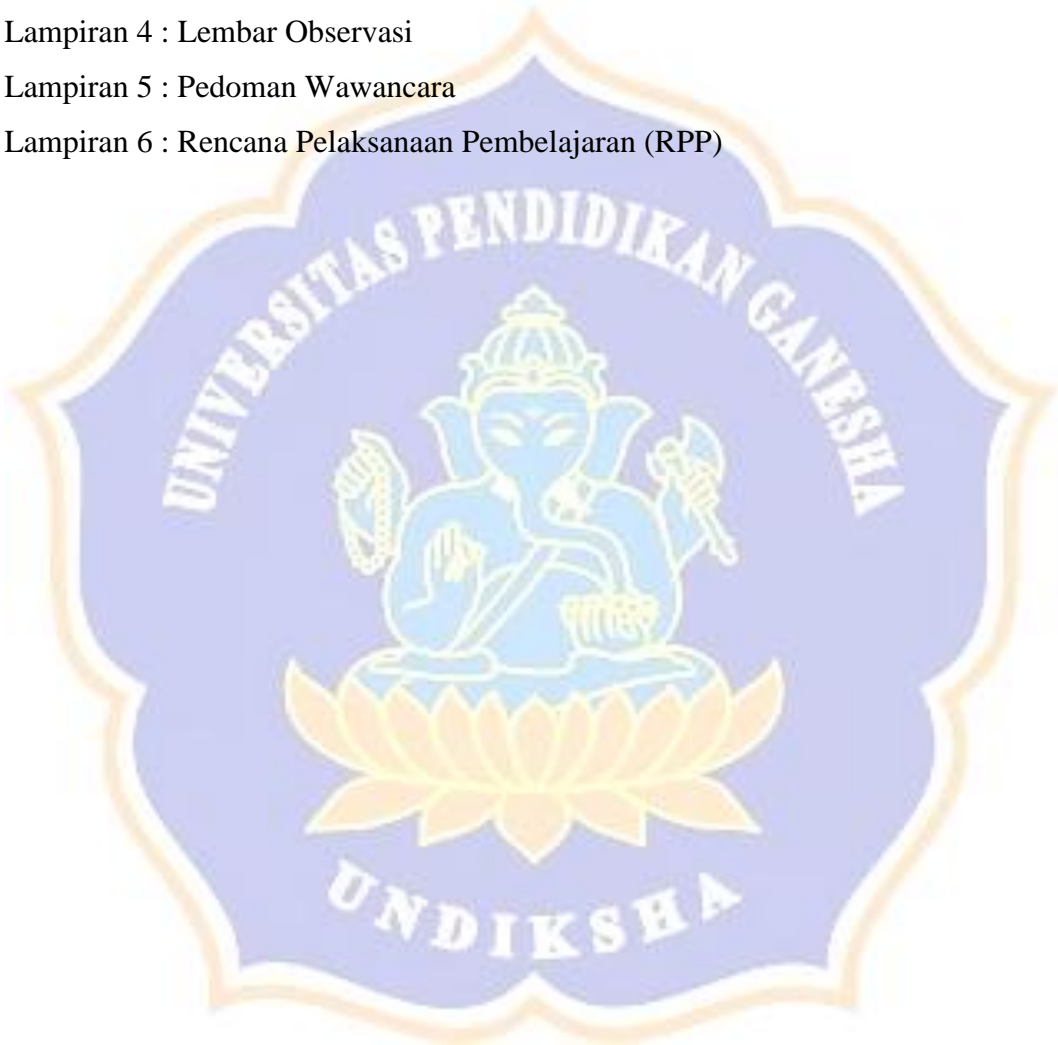 Lampiran 4 : Lembar Observasi
Lampiran 5 : Pedoman Wawancara
Lampiran 6 : Rencana Pelaksanaan Pembelajaran (RPP)
UNIVERSITAS PENDIDIKAN GANESHA
UNDIKSHA